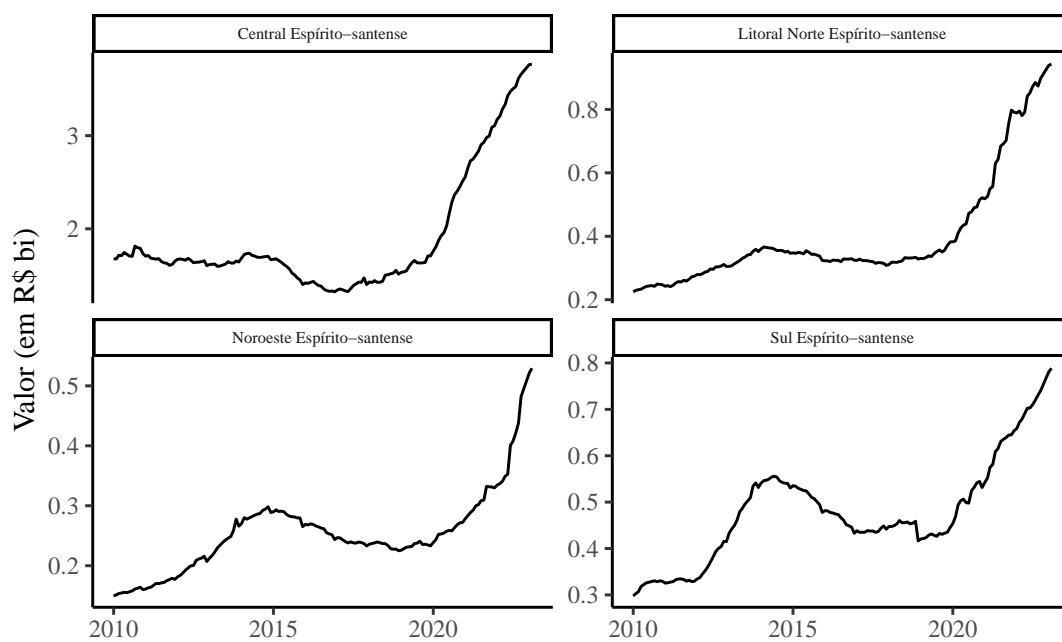 Central Espírito−santense
Litoral Norte Espírito−santense
3
2
0.8
0.6
0.4
0.2
Noroeste Espírito−santense
Sul Espírito−santense
0.5
0.4
0.3
0.2
0.8
0.7
0.6
0.5
0.4
0.3
2010 2015 2020
2010 2015 2020
Valor (em R$ bi)